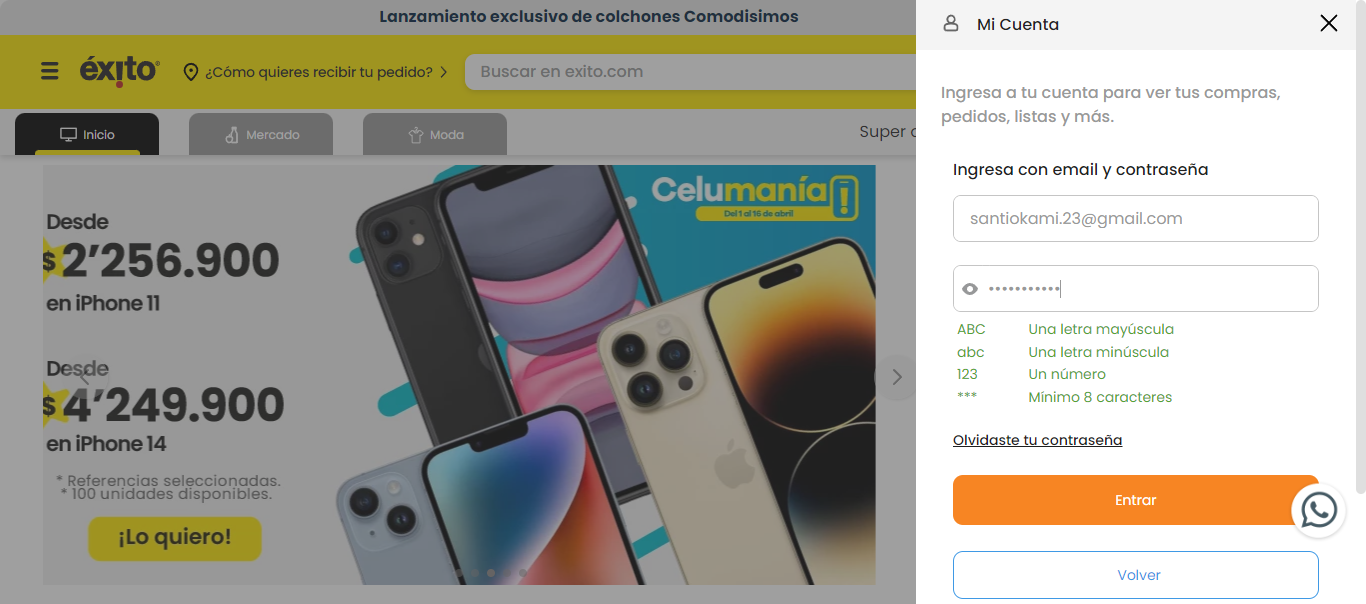 Lanzamiento exclusivo de colchones Comodisimos
éxito
¿Cómo quieres recibir tu pedido?
Buscar en exito.com
Inicio
Mercado
Moda
Super
Celumanía
Del 1 al 16 de abril
Desde
$2’256.900
en iPhone 11
Desde
$4’249.900
en iPhone 14
* Referencias seleccionadas.
* 100 unidades disponibles.
¡Lo quiero!
Mi Cuenta
Ingresa a tu cuenta para ver tus compras,
pedidos, listas y más.
Ingresa con email y contraseña
santiokami.23@gmail.com
•••••••••••
ABC Una letra mayúscula
abc Una letra minúscula
123 Un número
*** Mínimo 8 caracteres
Olvidaste tu contraseña
Entrar
Volver